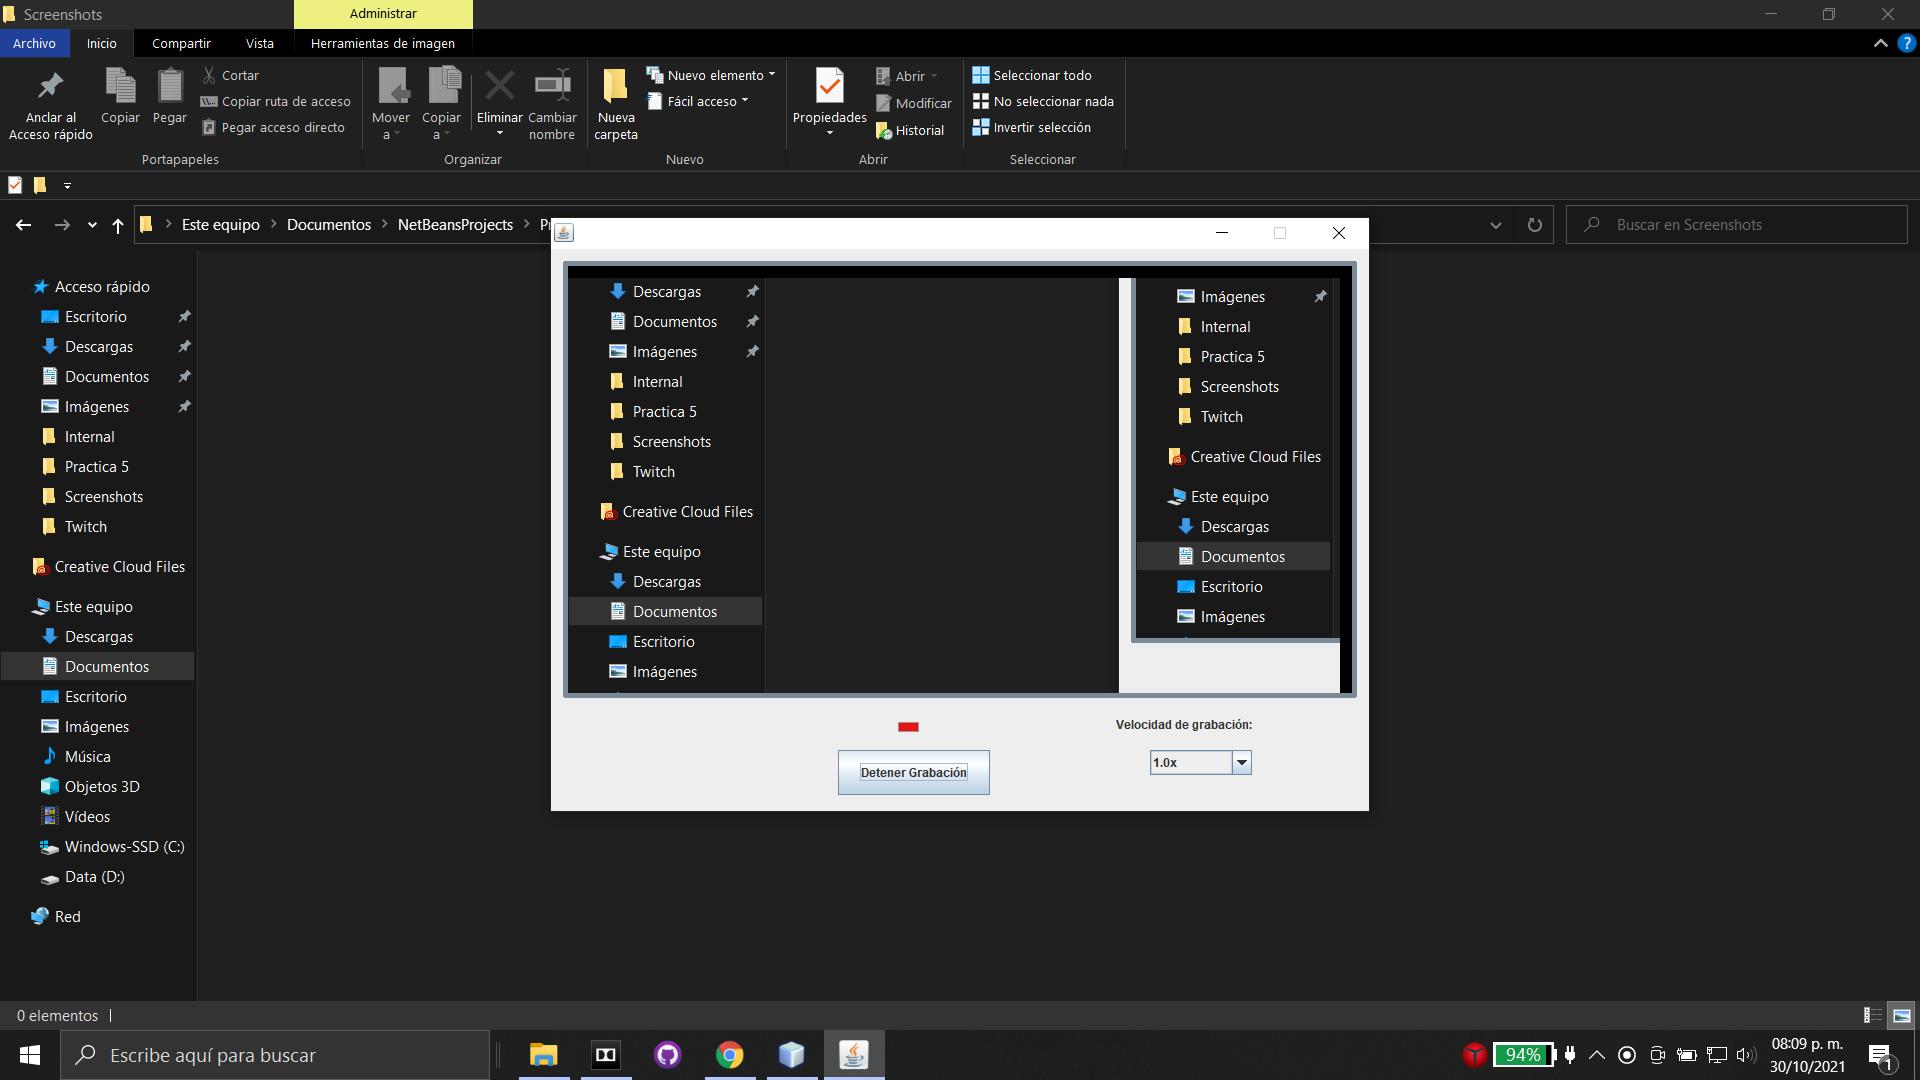 Screenshots
Administrar
Archivo
Inicio
Compartir
Vista
Herramientas de imagen
Anclar al
Acceso rápido
Copiar
Pegar
Cortar
Copiar ruta de acceso
Pegar acceso directo
Portapapeles
Mover
a
Copiar
a
Eliminar
Cambiar
nombre
Organizar
Nueva
carpeta
Nuevo elemento
Fácil acceso
Nuevo
Propiedades
Abrir
Modificar
Historial
Abrir
Seleccionar todo
No seleccionar nada
Invertir selección
Seleccionar
Este equipo
Documentos
NetBeansProjects
Buscar en Screenshots
Acceso rápido
Escritorio
Descargas
Documentos
Imágenes
Internal
Practica 5
Screenshots
Twitch
Creative Cloud Files
Este equipo
Descargas
Documentos
Escritorio
Imágenes
Música
Objetos 3D
Vídeos
Windows-SSD (C:)
Data (D:)
Red
Descargas
Documentos
Imágenes
Internal
Practica 5
Screenshots
Twitch
Creative Cloud Files
Este equipo
Descargas
Documentos
Escritorio
Imágenes
Imágenes
Internal
Practica 5
Screenshots
Twitch
Creative Cloud Files
Este equipo
Descargas
Documentos
Escritorio
Imágenes
Velocidad de grabación:
Detener Grabación
1.0x
0 elementos
Escribe aquí para buscar
94%
08:09 p. m.
30/10/2021
1